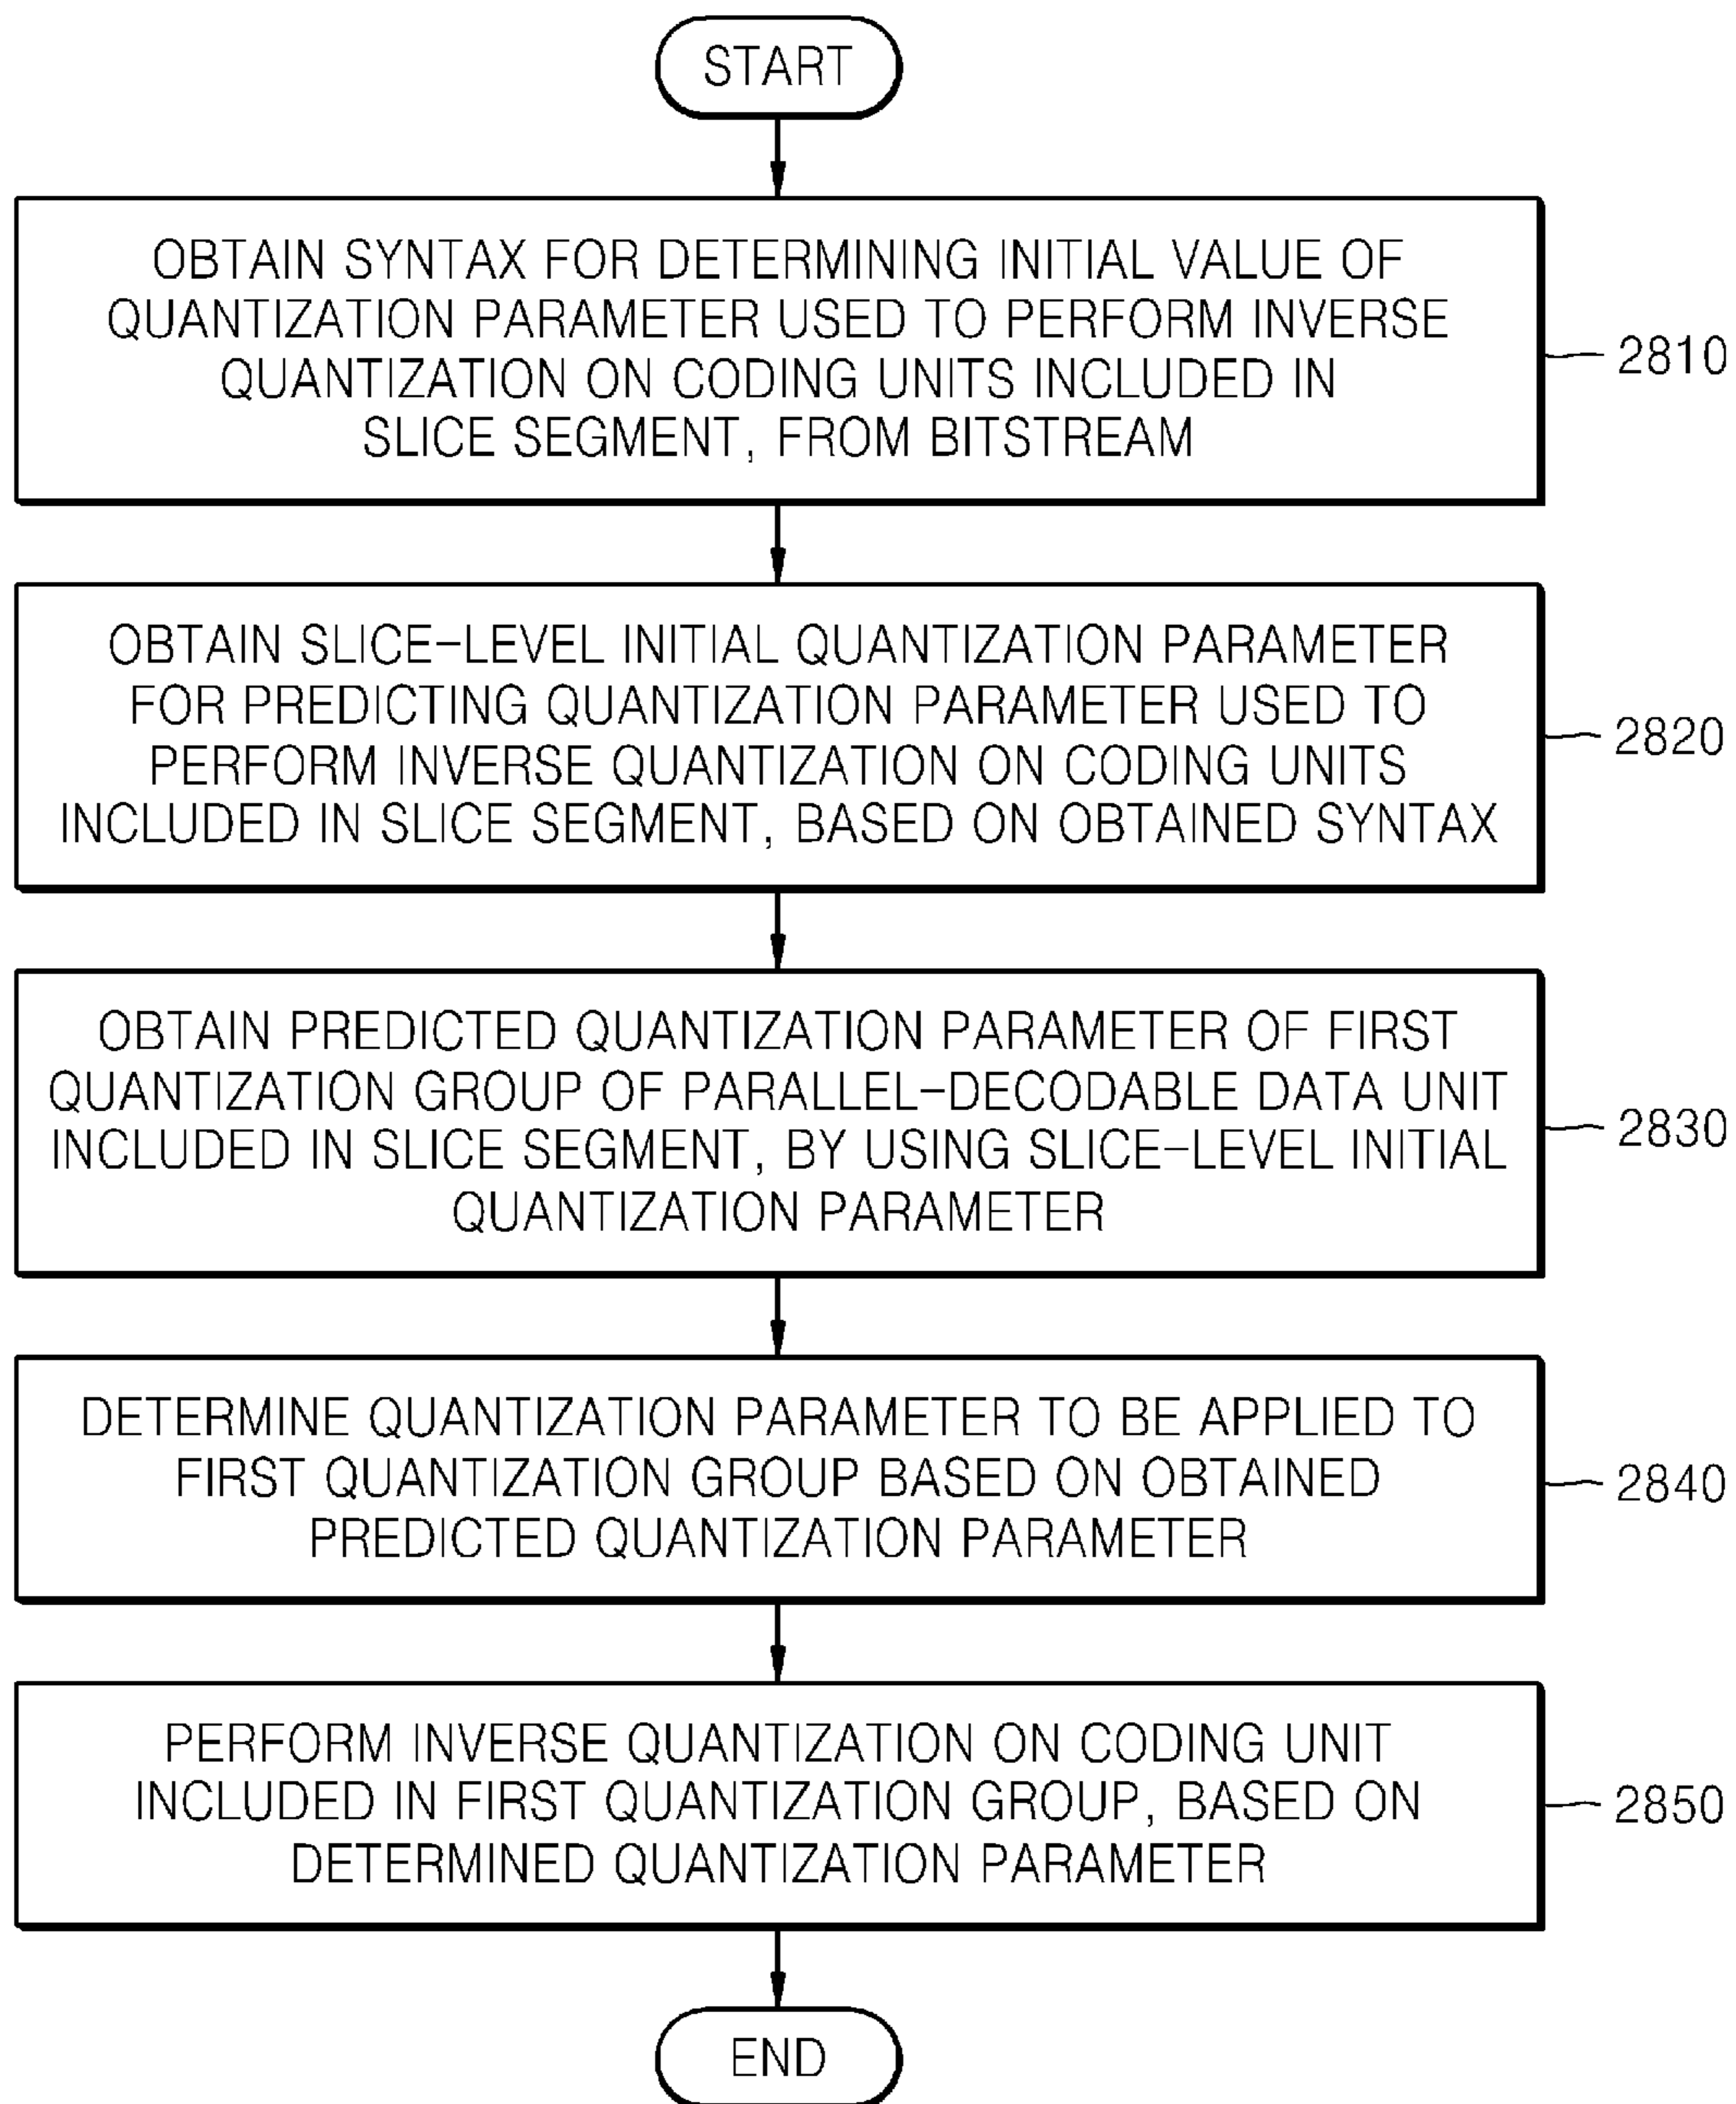 START
OBTAIN SYNTAX FOR DETERMINING INITIAL VALUE OF
QUANTIZATION PARAMETER USED TO PERFORM INVERSE
QUANTIZATION ON CODING UNITS INCLUDED IN
SLICE SEGMENT, FROM BITSTREAM
2810
OBTAIN SLICE-LEVEL INITIAL QUANTIZATION PARAMETER
FOR PREDICTING QUANTIZATION PARAMETER USED TO
PERFORM INVERSE QUANTIZATION ON CODING UNITS
INCLUDED IN SLICE SEGMENT, BASED ON OBTAINED SYNTAX
2820
OBTAIN PREDICTED QUANTIZATION PARAMETER OF FIRST
QUANTIZATION GROUP OF PARALLEL-DECODABLE DATA UNIT
INCLUDED IN SLICE SEGMENT, BY USING SLICE-LEVEL INITIAL
QUANTIZATION PARAMETER
2830
DETERMINE QUANTIZATION PARAMETER TO BE APPLIED TO
FIRST QUANTIZATION GROUP BASED ON OBTAINED
PREDICTED QUANTIZATION PARAMETER
2840
PERFORM INVERSE QUANTIZATION ON CODING UNIT
INCLUDED IN FIRST QUANTIZATION GROUP, BASED ON
DETERMINED QUANTIZATION PARAMETER
2850
END